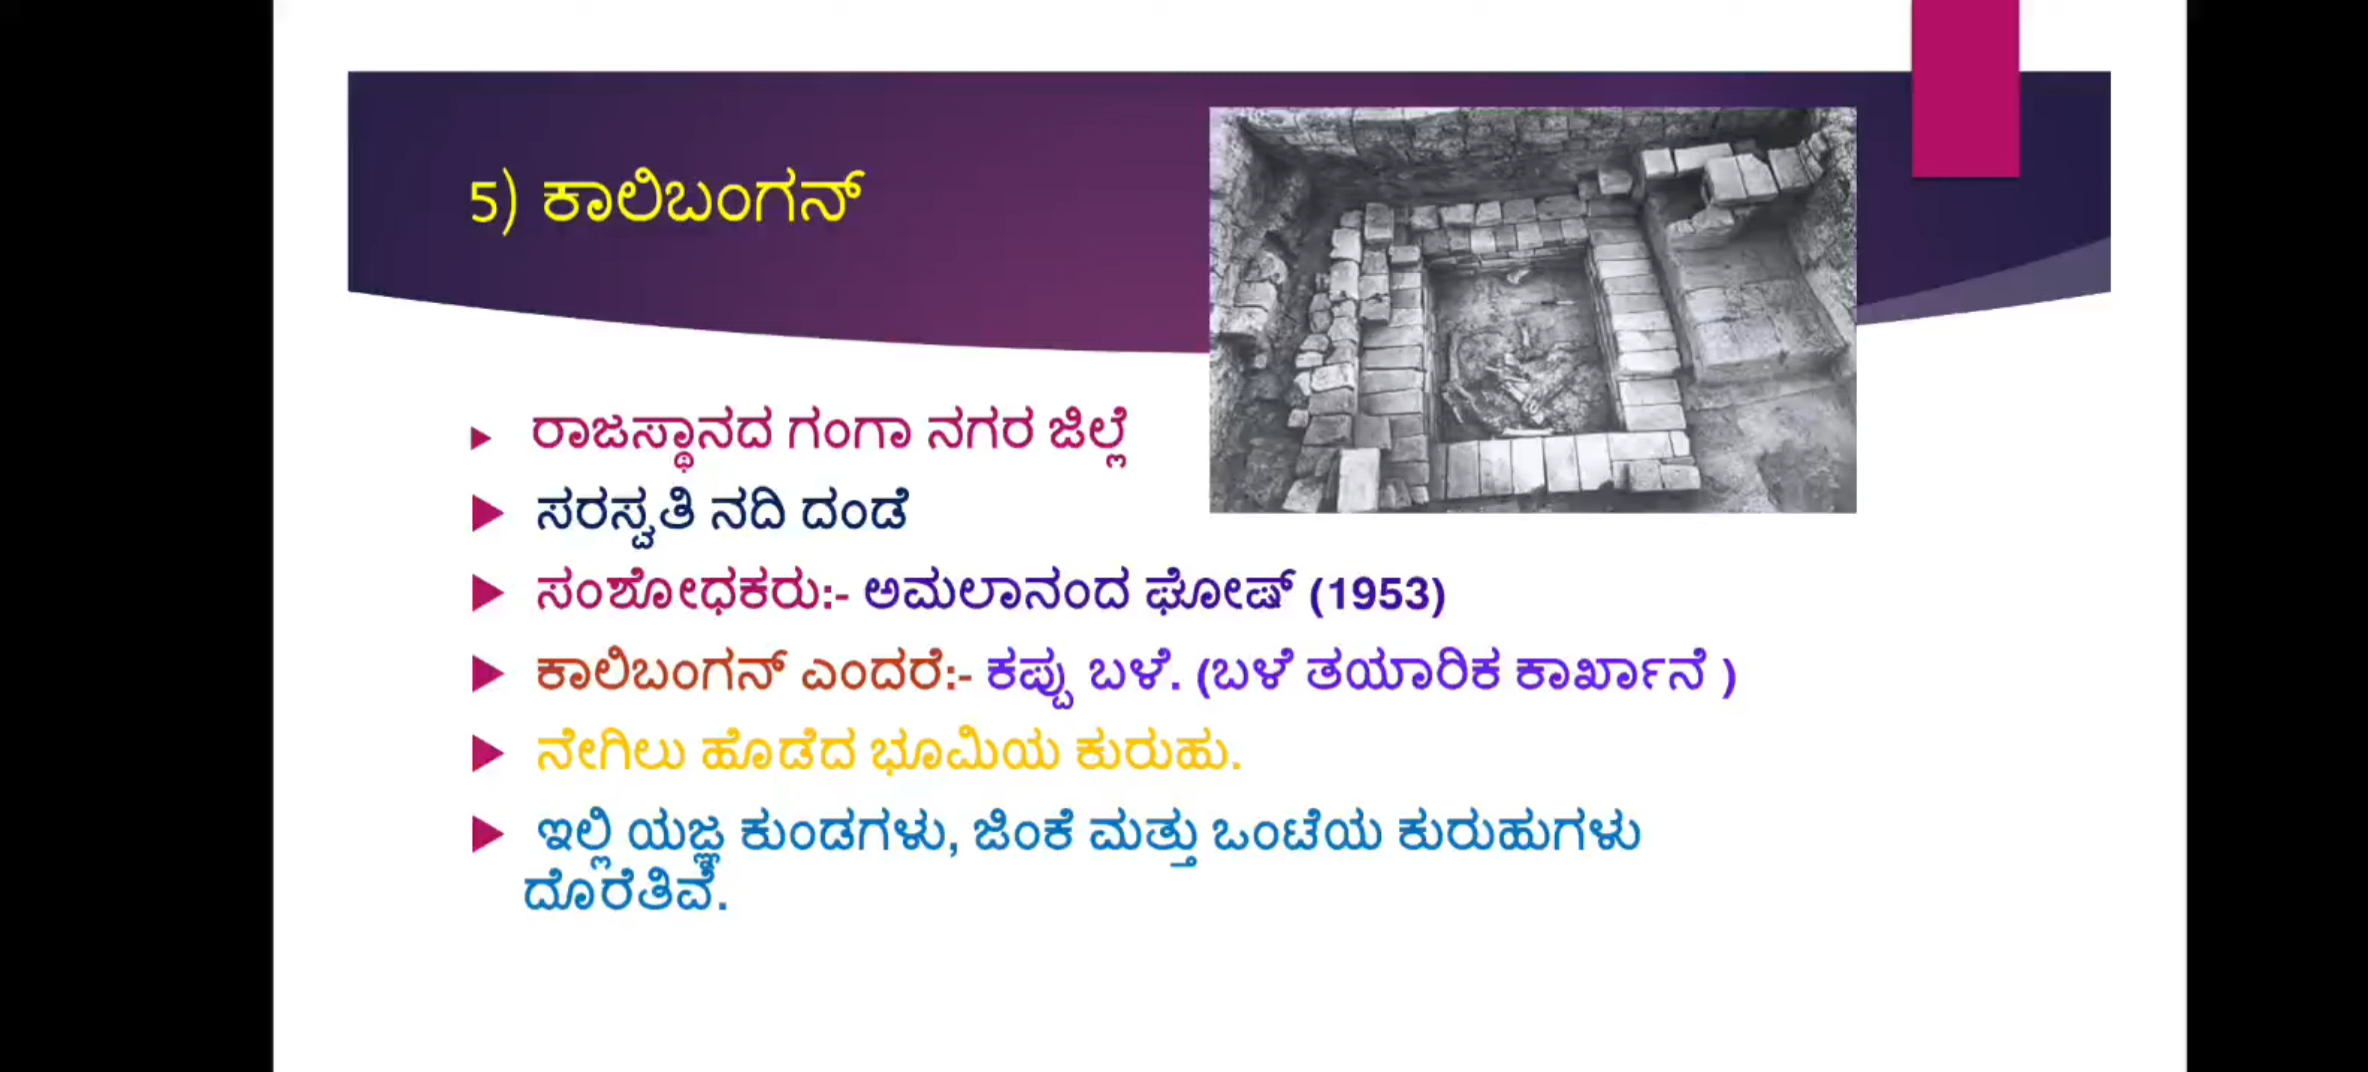 5) ಕಾಲಿಬಂಗನ್
ರಾಜಸ್ಥಾನದ ಗಂಗಾ ನಗರ ಜಿಲ್ಲೆ
ಸರಸ್ವತಿ ನದಿ ದಂಡೆ
ಸಂಶೋಧಕರು:- ಅಮಲಾನಂದ ಘೋಷ್ (1953)
ಕಾಲಿಬಂಗನ್ ಎಂದರೆ:- ಕಪ್ಪು ಬಳೆ. (ಬಳೆ ತಯಾರಿಕ ಕಾರ್ಖಾನೆ )
ನೇಗಿಲು ಹೊಡೆದ ಭೂಮಿಯ ಕುರುಹು.
ಇಲ್ಲಿ ಯಜ್ಞ ಕುಂಡಗಳು, ಜಿಂಕೆ ಮತ್ತು ಒಂಟೆಯ ಕುರುಹುಗಳು
ದೊರೆತಿವೆ.